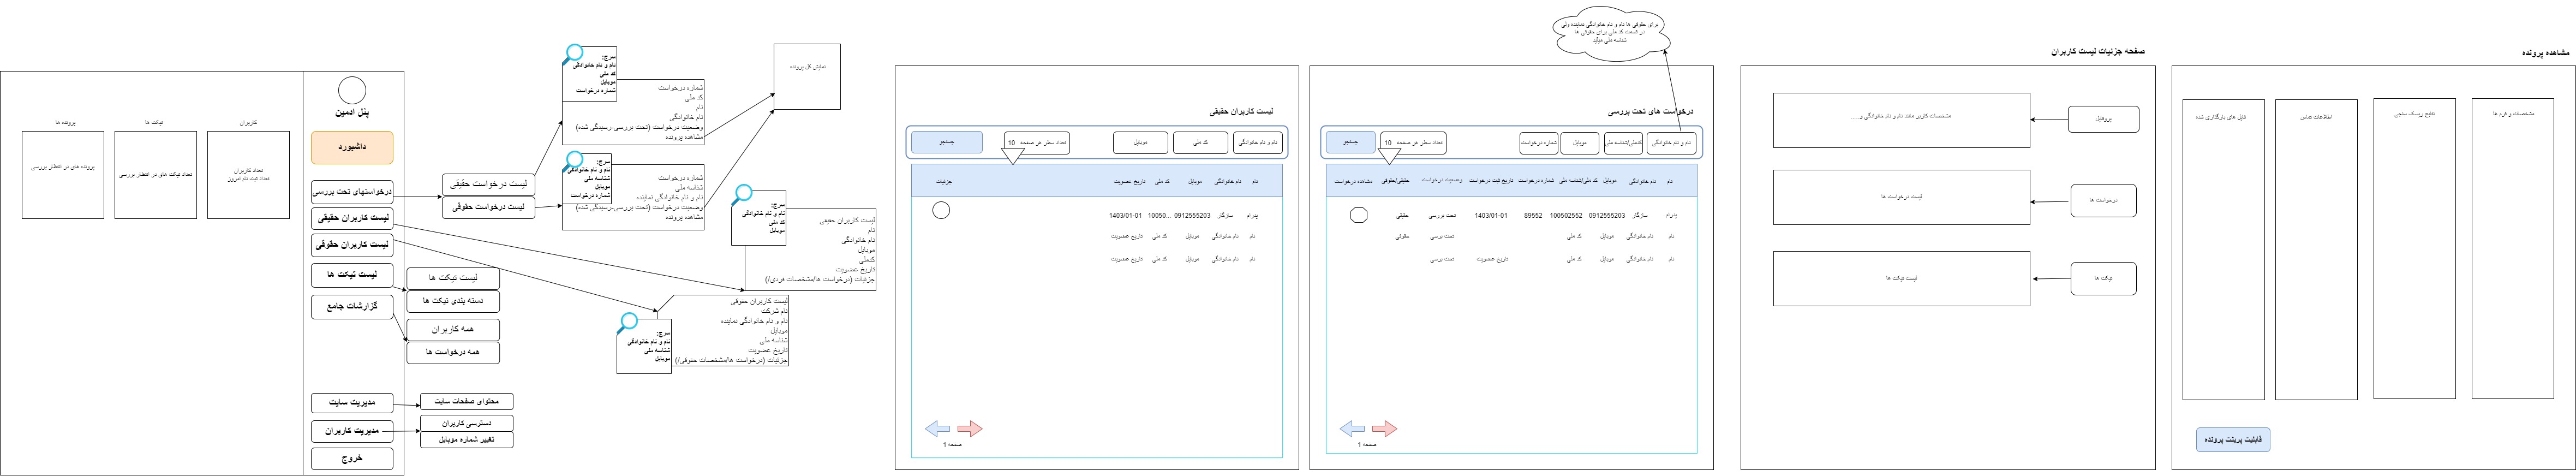 پرونده ها
تیکت ها
کاربران
پرونده های در انتظار بررسی
تعداد تیکت های در انتظار بررسی
تعداد کاربران
تعداد ثبت نام امروز
پنل ادمین
داشبورد
درخواستهای تحت بررسی
لیست کاربران حقیقی
لیست کاربران حقوقی
لیست تیکت ها
گزارشات جامع
مدیریت سایت
مدیریت کاربران
خروج
لیست درخواست حقیقی
لیست درخواست حقوقی
لیست تیکت ها
دسته بندی تیکت ها
همه کاربران
همه درخواست ها
محتوای صفحات سایت
دسترسی کاربران
تغییر شماره موبایل
سرچ:
نام و نام خانوادگی
کد ملی
موبایل
شماره درخواست
شماره درخواست
کد ملی
نام
نام خانوادگی
وضعیت درخواست (تحت بررسی-رسیدگی شده)
مشاهده پرونده
سرچ:
نام و نام خانوادگی
شناسه ملی
موبایل
شماره درخواست
شماره درخواست
شناسه ملی
نام و نام خانوادگی نماینده
وضعیت درخواست (تحت بررسی-رسیدگی شده)
مشاهده پرونده
نمایش کل پرونده
سرچ:
نام و نام خانوادگی
کد ملی
موبایل
لیست کاربران حقیقی
نام
نام خانوادگی
موبایل
کدملی
تاریخ عضویت
جزئیات (درخواست ها/مشخصات فردی/)
سرچ:
نام و نام خانوادگی
شناسه ملی
موبایل
لیست کاربران حقوقی
نام شرکت
نام و نام خانوادگی نماینده
موبایل
شناسه ملی
تاریخ عضویت
جزئیات (درخواست ها/مشخصات حقوقی/)
لیست کاربران حقیقی
نام و نام خانوادگی
کد ملی
موبایل
تعداد سطر هر صفحه 10
جستجو
نام نام خانوادگی موبایل کد ملی تاریخ عضویت جزئیات
پدرام سازگار 0912555203 10050... 1403/01-01
نام نام خانوادگی موبایل کد ملی تاریخ عضویت
نام نام خانوادگی موبایل کد ملی تاریخ عضویت
صفحه 1
برای حقوقی ها نام و نام خانوادگی نماینده ولی
در قسمت کد ملی برای حقوقی ها
شناسه ملی میآید
درخواست های تحت بررسی
نام و نام خانوادگی
کدملی/شناسه ملی
موبایل
شماره درخواست
تعداد سطر هر صفحه 10
جستجو
نام نام خانوادگی موبایل کد ملی/شناسه ملی شماره درخواست تاریخ ثبت درخواست وضعیت درخواست حقیقی/حقوقی مشاهده درخواست
پدرام سازگار 0912555203 100502552 89552 1403/01-01 تحت بررسی حقیقی
نام نام خانوادگی موبایل کد ملی تحت برسی حقوقی
نام نام خانوادگی موبایل کد ملی تاریخ عضویت تحت برسی
صفحه 1
صفحه جزئیات لیست کاربران
مشخصات کاربر مانند نام و نام خانوادگی و.....
پروفایل
لیست درخواست ها
درخواست ها
لیست تیکت ها
تیکت ها
مشاهده پرونده
مشخصات و فرم ها
نتایج ریسک سنجی
اطلاعات تماس
فایل های بارگذاری شده
قابلیت پرینت پرونده